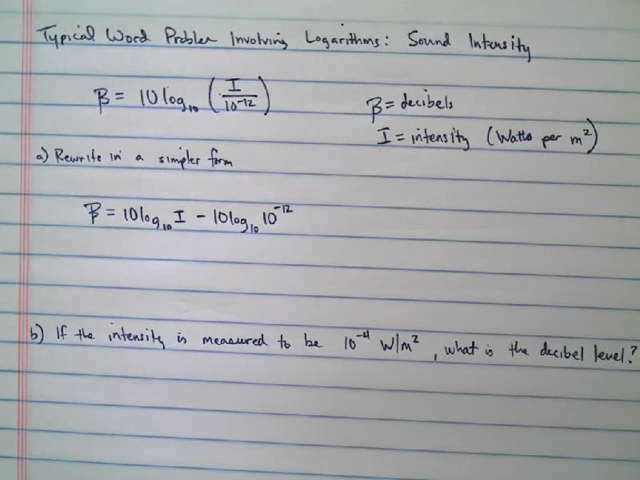 Typical Word Problem Involving Logarithms: Sound Intensity
β = 10 log₁₀ (I / 10⁻¹²)
β = decibels
I = intensity (Watts per m²)
a) Rewrite in a simpler form
β = 10 log₁₀ I - 10 log₁₀ 10⁻¹²
b) If the intensity is measured to be 10⁻⁴ W/m², what is the decibel level?